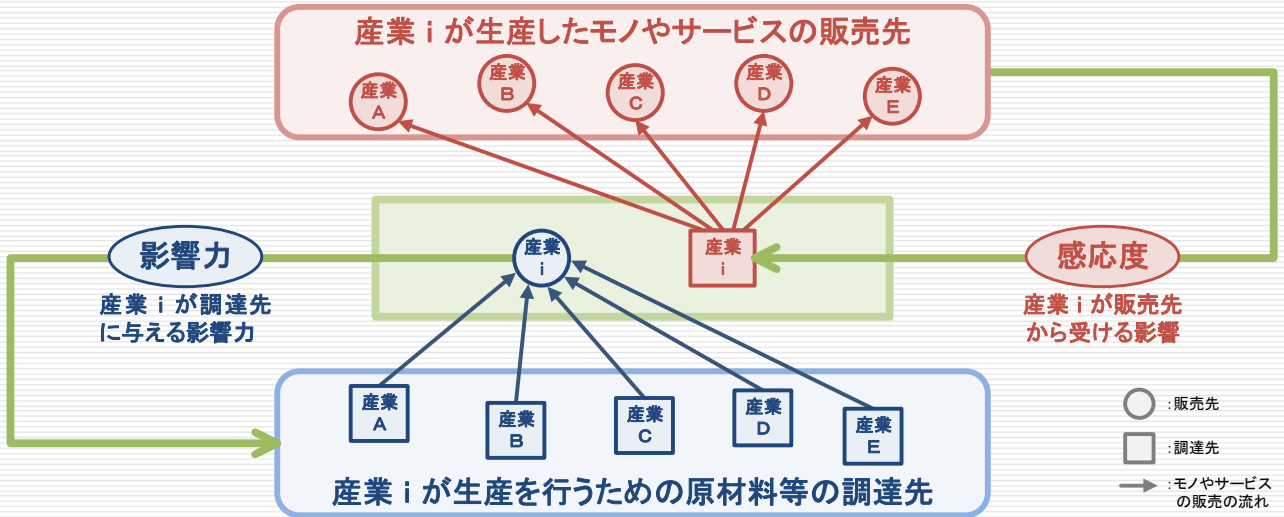 産業ｉが生産したモノやサービスの販売先
産業
A
産業
B
産業
C
産業
D
産業
E
影響力
産業ｉが調達先
に与える影響力
産業
i
産業
i
感応度
産業ｉが販売先
から受ける影響
産業
A
産業
B
産業
C
産業
D
産業
E
産業ｉが生産を行うための原材料等の調達先
:販売先
:調達先
:モノやサービス
の販売の流れ